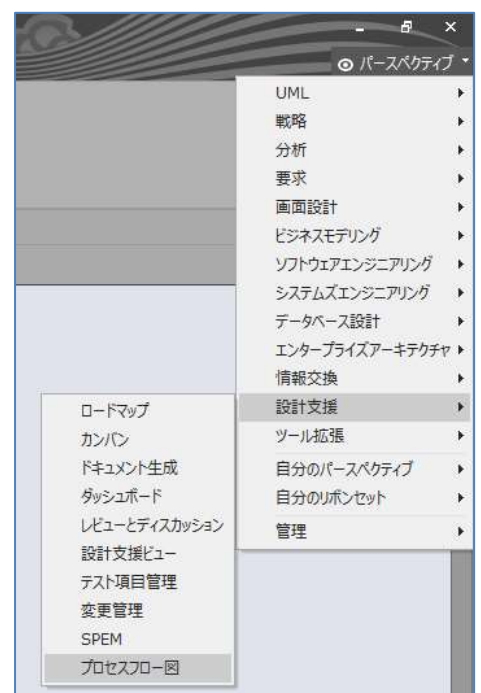 パースペクティブ
UML
戦略
分析
要求
画面設計
ビジネスモデリング
ソフトウェアエンジニアリング
システムズエンジニアリング
データベース設計
エンタープライズアーキテクチャ
情報交換
設計支援
ツール拡張
自分のパースペクティブ
自分のリボンセット
管理
ロードマップ
カンバン
ドキュメント生成
ダッシュボード
レビューとディスカッション
設計支援ビュー
テスト項目管理
変更管理
SPEM
プロセスフロー図